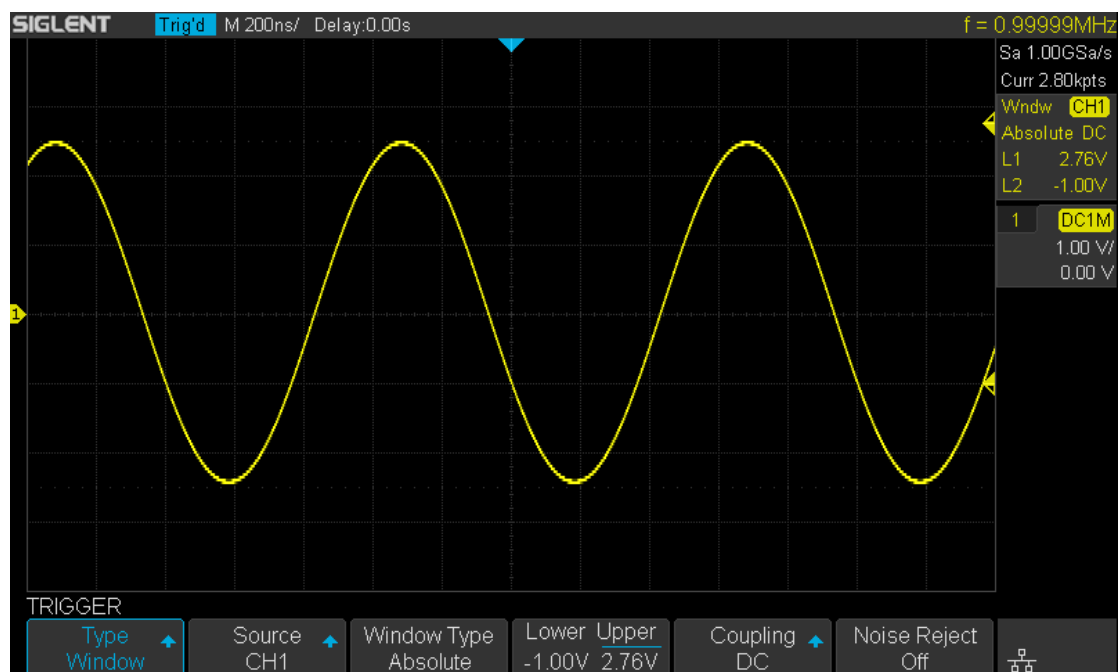 SIGLENT Trig'd M 200ns/ Delay:0.00s f = 0.99999MHz
Sa 1.00GSa/s
Curr 2.80kpts
Wndw CH1
Absolute DC
L1 2.76V
L2 -1.00V
1 DC1M
1.00 V/
0.00 V
1
TRIGGER
Type Source Window Type Lower Upper Coupling Noise Reject
Window CH1 Absolute -1.00V 2.76V DC Off